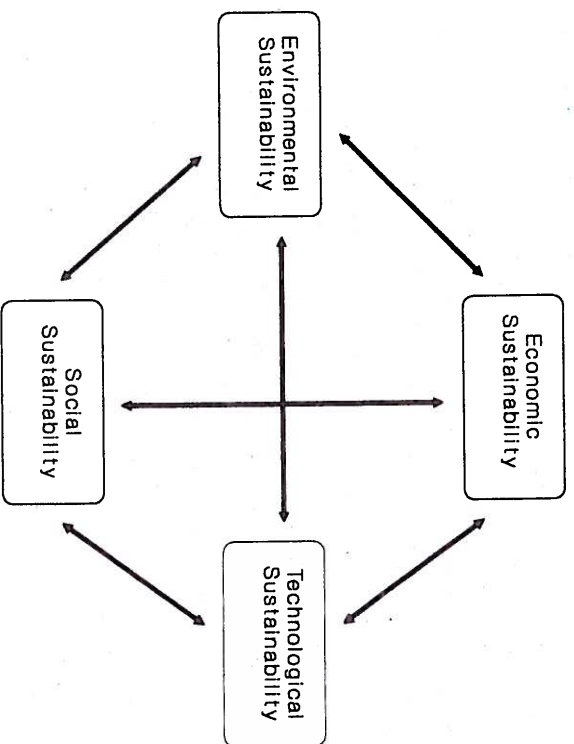 Economic
Sustainability
Environmental
Sustainability
Technological
Sustainability
Social
Sustainability